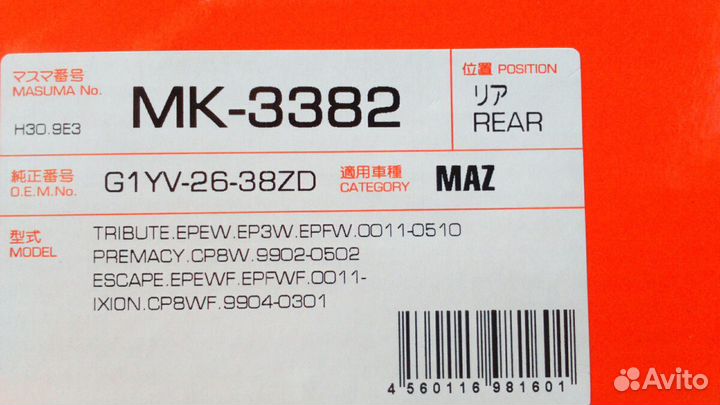 マスマ番号
MASUMA No.
MK-3382
H30.9E3
位置 POSITION
リア
REAR
純正番号
O.E.M.No.
G1YV-26-38ZD
適用車種
CATEGORY
MAZ
型式
MODEL
TRIBUTE.EPEW.EP3W.EPFW.0011-0510
PREMACY.CP8W.9902-0502
ESCAPE.EPEWF.EPFWF.0011-
IXION.CP8WF.9904-0301
4 560116 981601
Avito